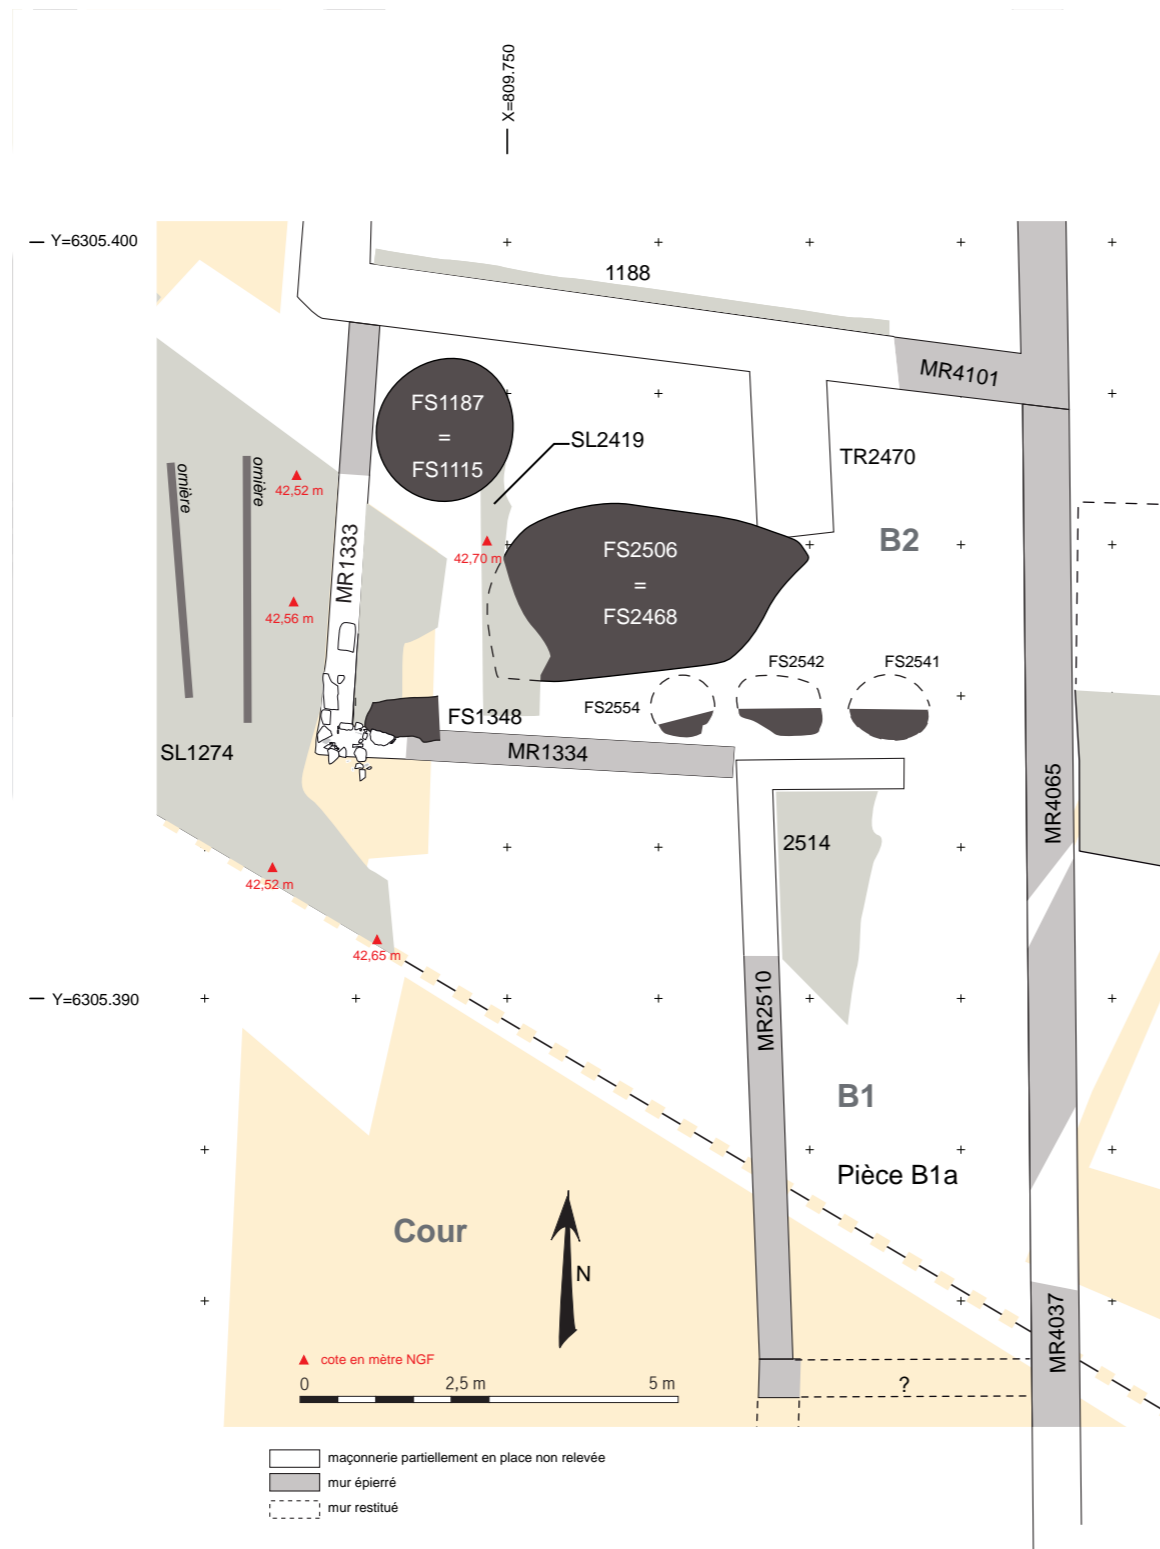 X=809.750
Y=6305.400
1188
MR4101
FS1187
=
FS1115
SL2419
TR2470
ornière
ornière
42,52 m
MR1333
42,70 m
FS2506
=
FS2468
B2
42,56 m
FS2542
FS2541
FS2554
FS1348
SL1274
MR1334
MR4065
2514
42,52 m
42,65 m
Y=6305.390
MR2510
B1
Pièce B1a
Cour
N
MR4037
cote en mètre NGF
?
0 2,5 m 5 m
maçonnerie partiellement en place non relevée
mur épierré
mur restitué